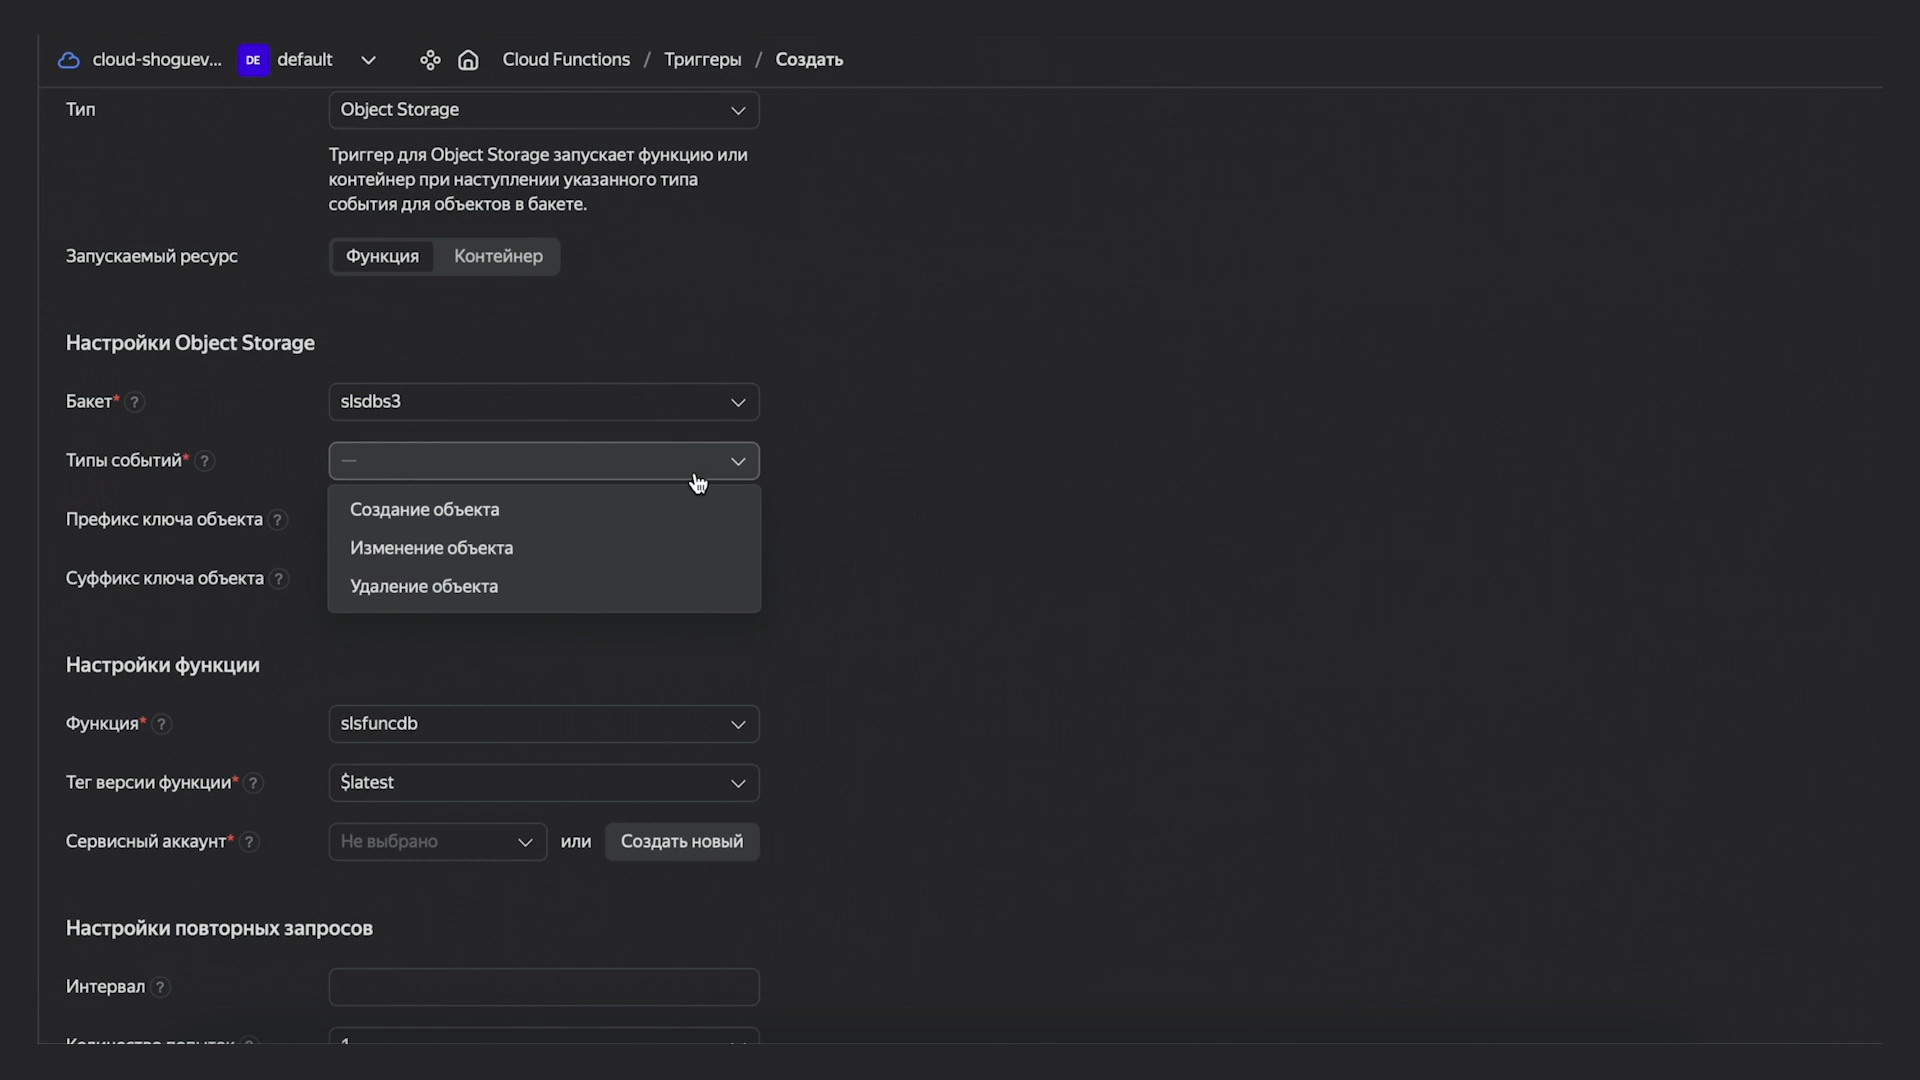 cloud-shoguev... DE default Cloud Functions / Триггеры / Создать
Тип Object Storage
Триггер для Object Storage запускает функцию или
контейнер при наступлении указанного типа
события для объектов в бакете.
Запускаемый ресурс Функция Контейнер
Настройки Object Storage
Бакет* ? slsdbs3
Типы событий* ? —
Создание объекта
Префикс ключа объекта ?
Изменение объекта
Суффикс ключа объекта ?
Удаление объекта
Настройки функции
Функция* ? slsfuncdb
Тег версии функции* ? $latest
Сервисный аккаунт* ? Не выбрано или Создать новый
Настройки повторных запросов
Интервал ?
Количество попыток ? 1